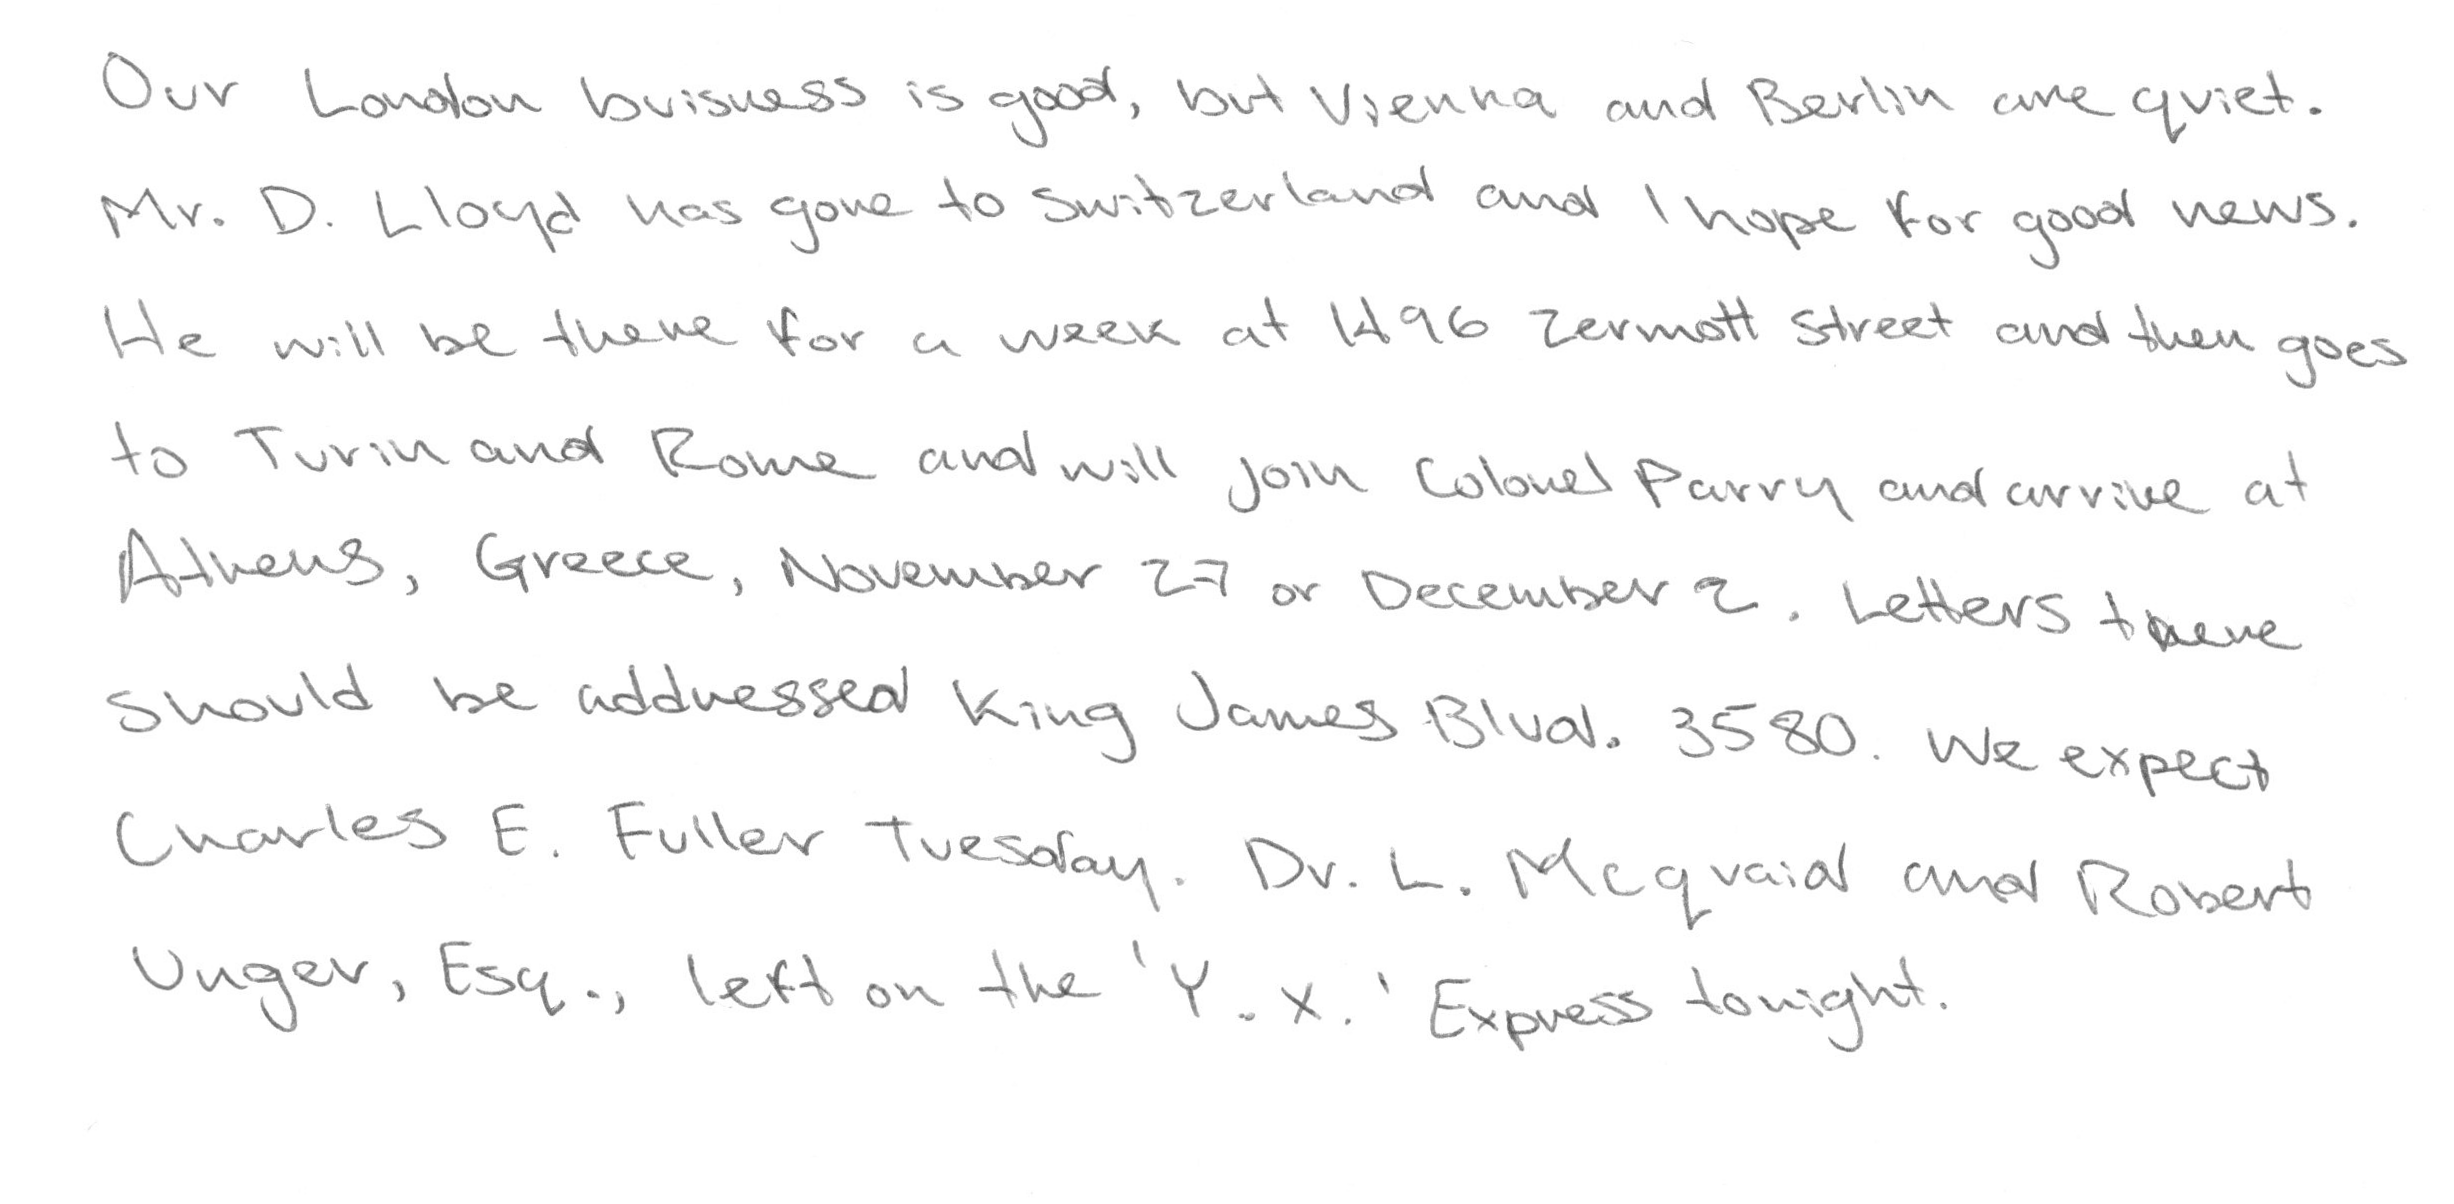 Our London buisness is good, but Vienna and Berlin are quiet.
Mr. D. Lloyd has gone to Switzerland and I hope for good news.
He will be there for a week at 1496 Zermott Street and then goes
to Turin and Rome and will join Colonel Parry and arrive at
Athens, Greece, November 27 or December 2. Letters there
should be addressed King James Blvd. 3580. We expect
Charles E. Fuller Tuesday. Dr. L. Mcquaid and Robert
Unger, Esq., left on the 'Y. X.' Express tonight.